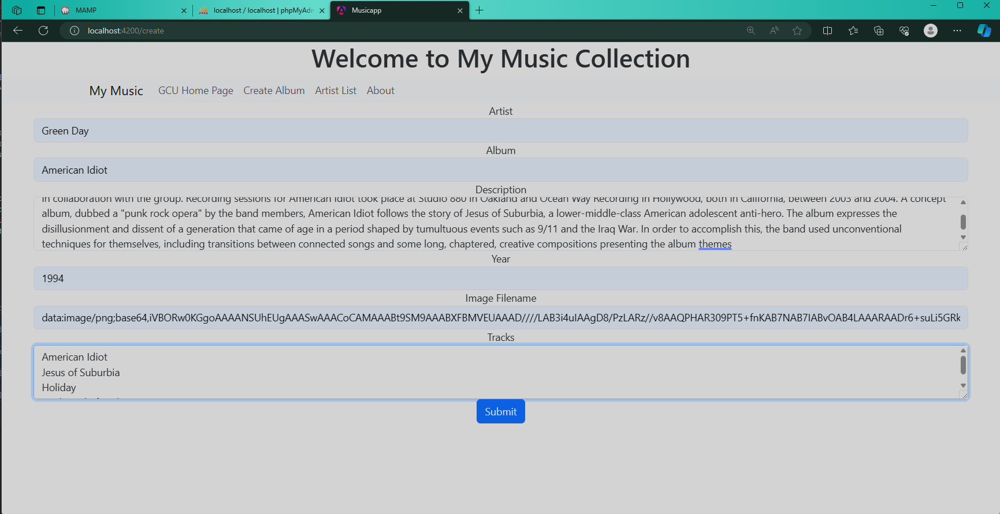 MAMP
localhost / localhost | phpMyAdm
Musicapp
localhost:4200/create
Welcome to My Music Collection
My Music GCU Home Page Create Album Artist List About
Artist
Green Day
Album
American Idiot
Description
in collaboration with the group. Recording sessions for American Idiot took place at Studio 880 in Oakland and Ocean Way Recording in Hollywood, both in California, between 2003 and 2004. A concept
album, dubbed a "punk rock opera" by the band members, American Idiot follows the story of Jesus of Suburbia, a lower-middle-class American adolescent anti-hero. The album expresses the
disillusionment and dissent of a generation that came of age in a period shaped by tumultuous events such as 9/11 and the Iraq War. In order to accomplish this, the band used unconventional
techniques for themselves, including transitions between connected songs and some long, chaptered, creative compositions presenting the album themes
Year
1994
Image Filename
data:image/png;base64,iVBORw0KGgoAAAANSUhEUgAAASwAAACoCAMAAABt9SM9AAABXFBMVEUAAAD////LAB3i4uIAAgD8/PzLARz//v8AAQPHAR309PT5+fnKAB7NAB7IABvOAB4LAAARAADr6+suLi5GRk
Tracks
American Idiot
Jesus of Suburbia
Holiday
Submit